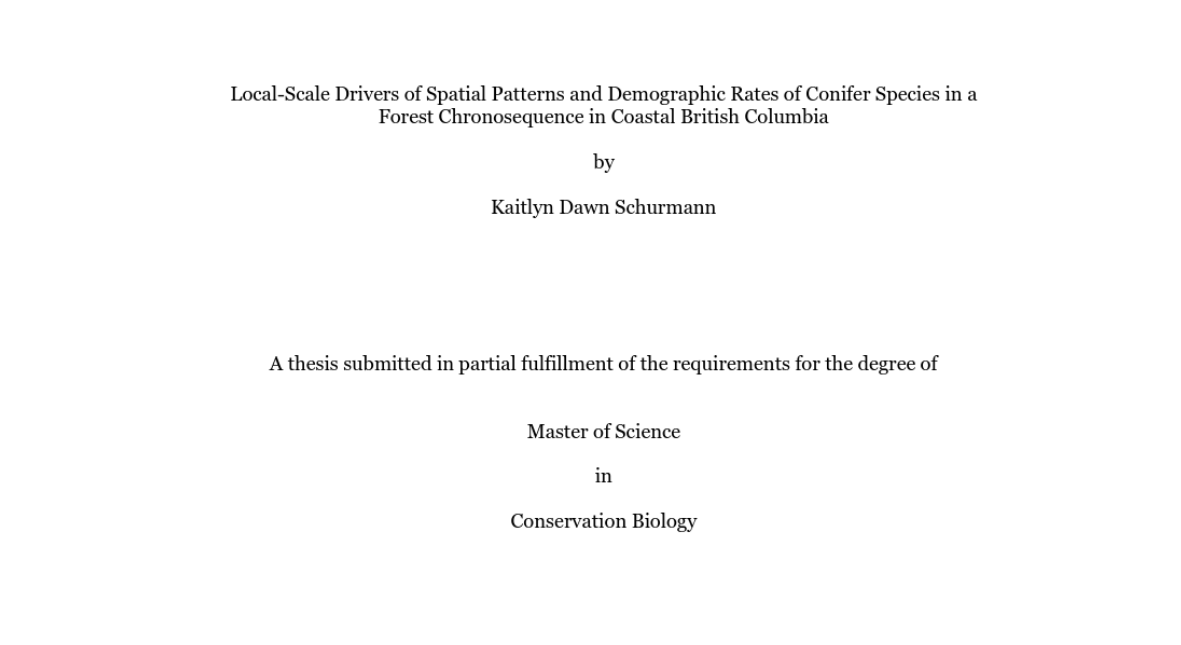 Local-Scale Drivers of Spatial Patterns and Demographic Rates of Conifer Species in a
Forest Chronosequence in Coastal British Columbia
by
Kaitlyn Dawn Schurmann
A thesis submitted in partial fulfillment of the requirements for the degree of
Master of Science
in
Conservation Biology